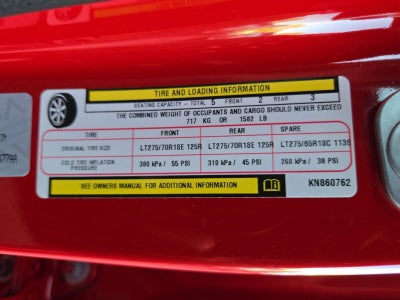 TIRE AND LOADING INFORMATION
SEATING CAPACITY - TOTAL 5 FRONT 2 REAR 3
THE COMBINED WEIGHT OF OCCUPANTS AND CARGO SHOULD NEVER EXCEED
717 KG OR 1582 LB
TIRE FRONT REAR SPARE
ORIGINAL TIRE SIZE LT275/70R18E 125R LT275/70R18E 125R LT275/65R18C 113S
COLD TIRE INFLATION PRESSURE 380 kPa / 55 PSI 310 kPa / 45 PSI 260 kPa / 38 PSI
SEE OWNERS MANUAL FOR ADDITIONAL INFORMATION KN860762